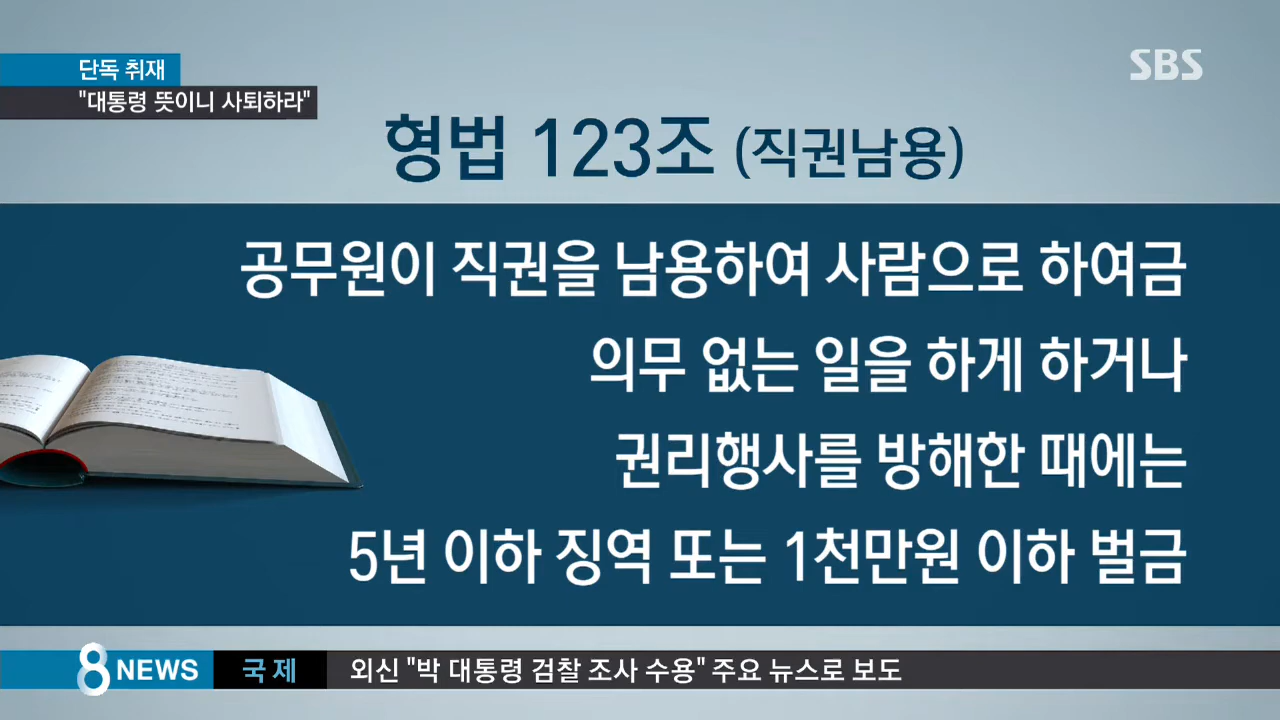 단독 취재
"대통령 뜻이니 사퇴하라"
SBS
형법 123조 (직권남용)
공무원이 직권을 남용하여 사람으로 하여금
의무 없는 일을 하게 하거나
권리행사를 방해한 때에는
5년 이하 징역 또는 1천만원 이하 벌금
8 NEWS 국제 외신 "박 대통령 검찰 조사 수용" 주요 뉴스로 보도